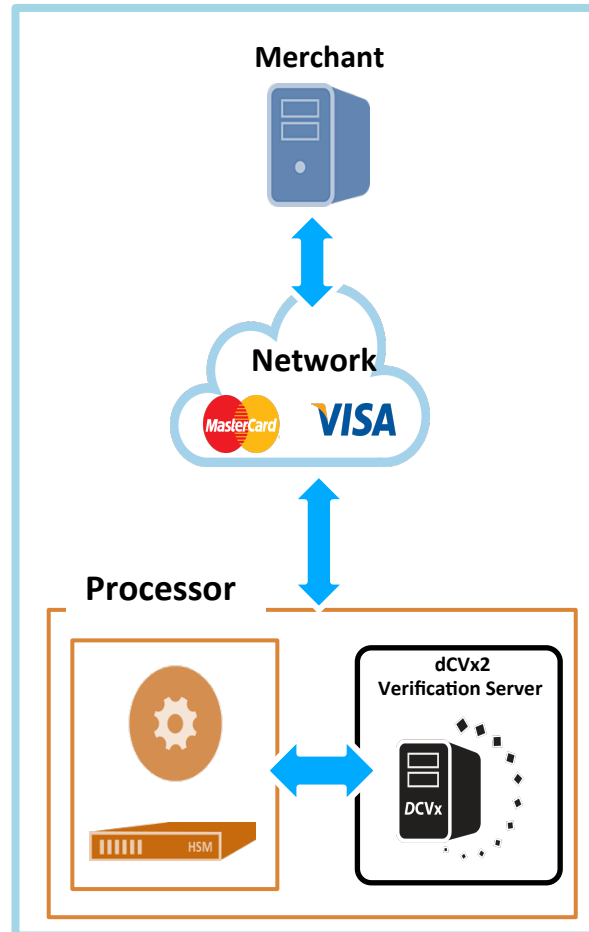 Merchant
Network
MasterCard
VISA
Processor
dCVx2
Verification Server
DCVx
HSM